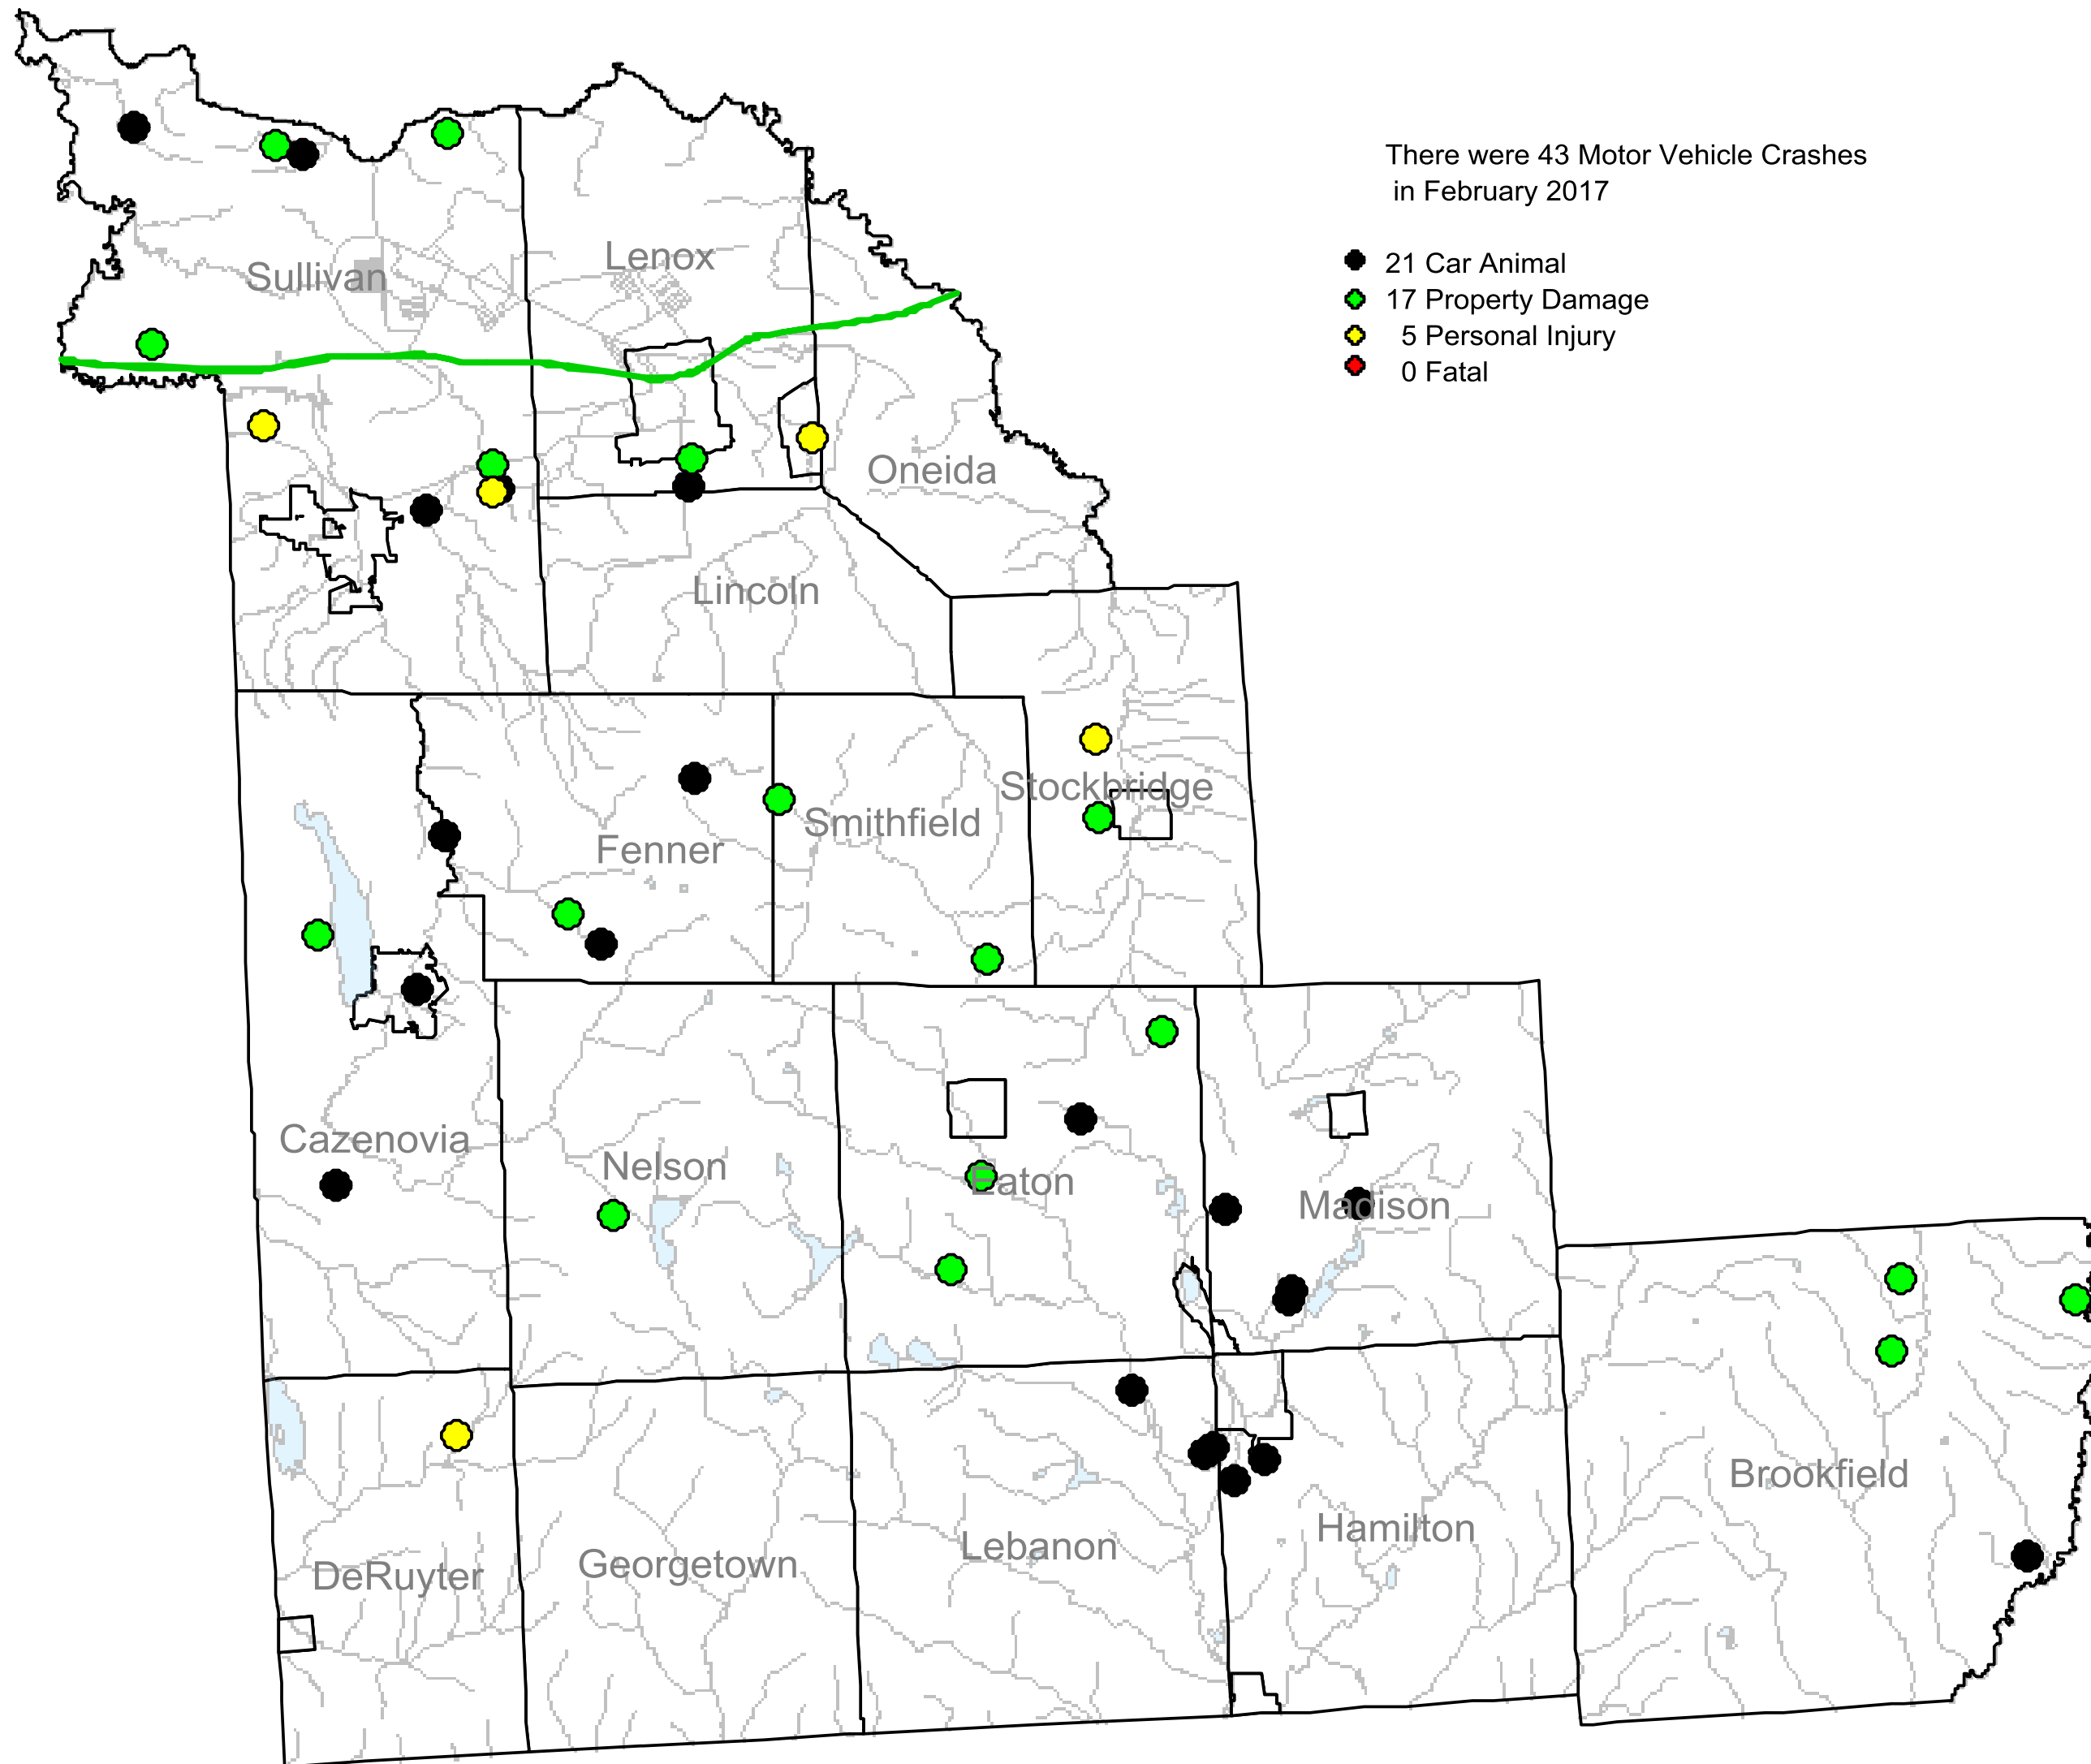 There were 43 Motor Vehicle Crashes
in February 2017
21 Car Animal
17 Property Damage
5 Personal Injury
0 Fatal
Lenox
Sullivan
Oneida
Lincoln
Stockbridge
Smithfield
Fenner
Cazenovia
Nelson
Eaton
Madison
Brookfield
Hamilton
Lebanon
Georgetown
DeRuyter